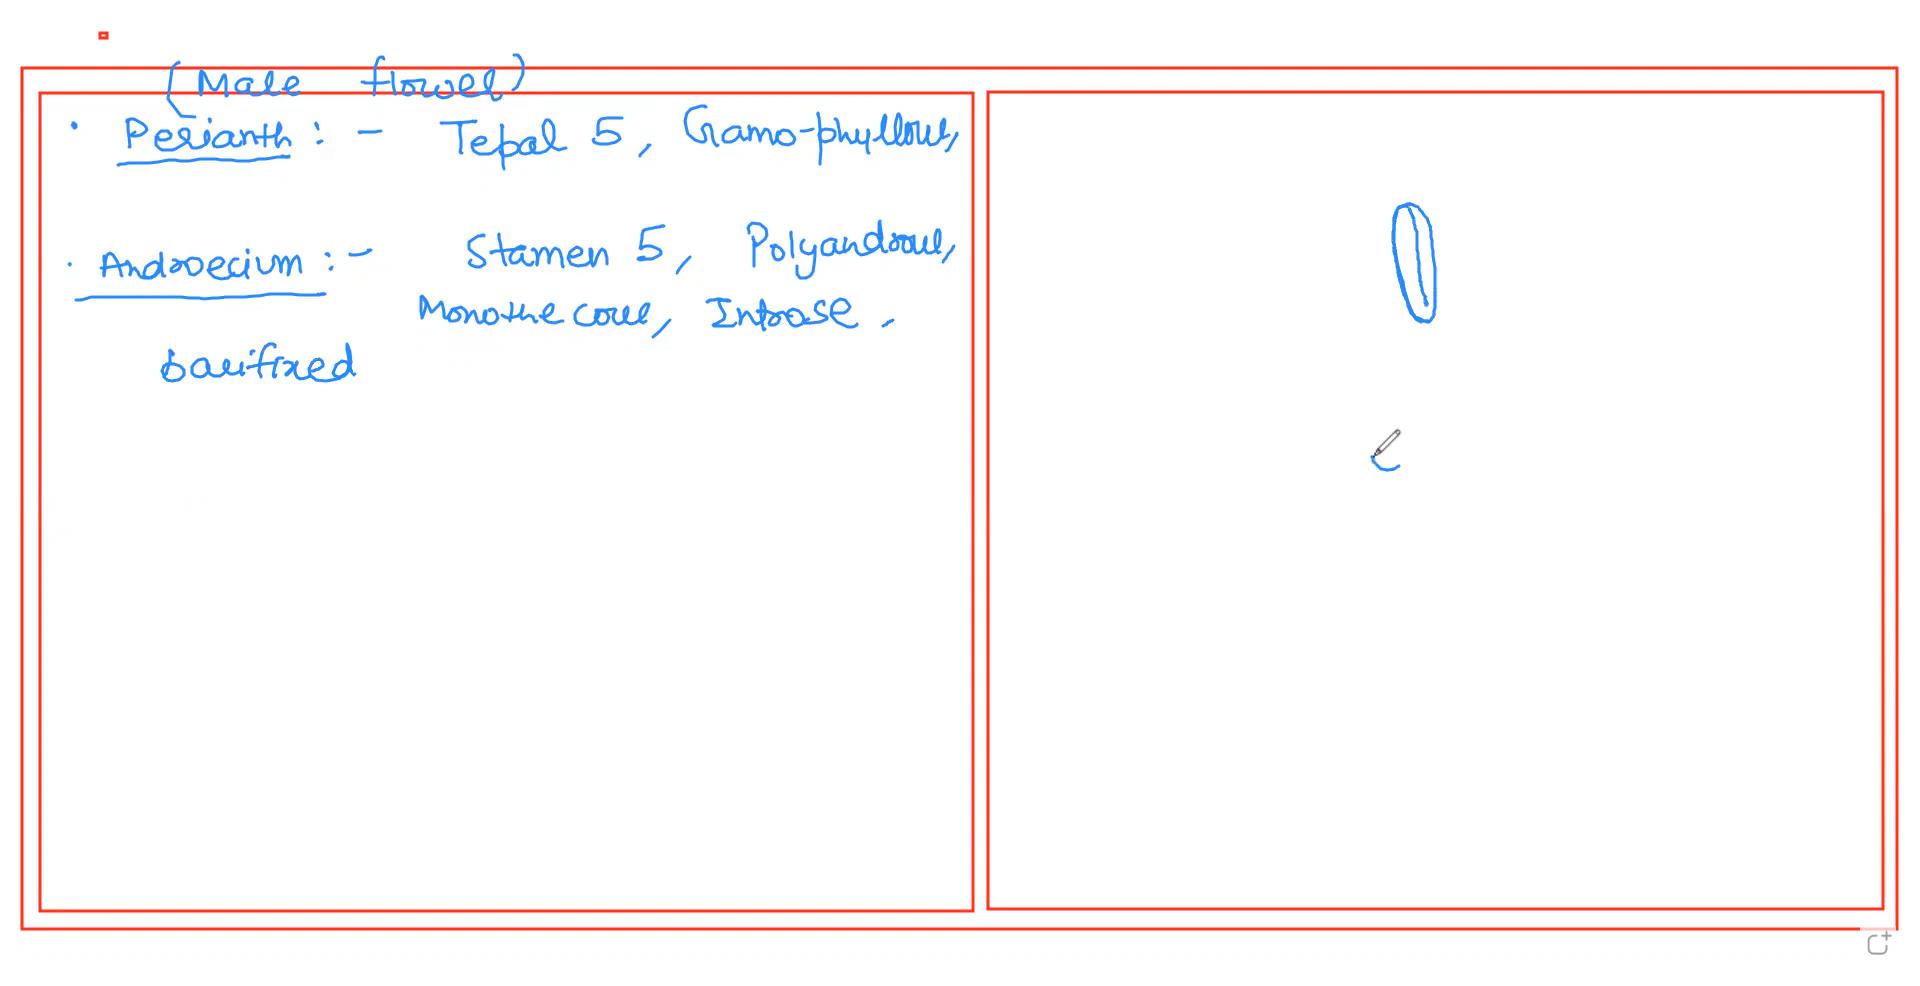 (Male flower)
• Perianth :- Tepal 5, Gamo-phyllous,
• Androecium :- Stamen 5, Polyandrous,
Monothecous, Introse,
basifixed